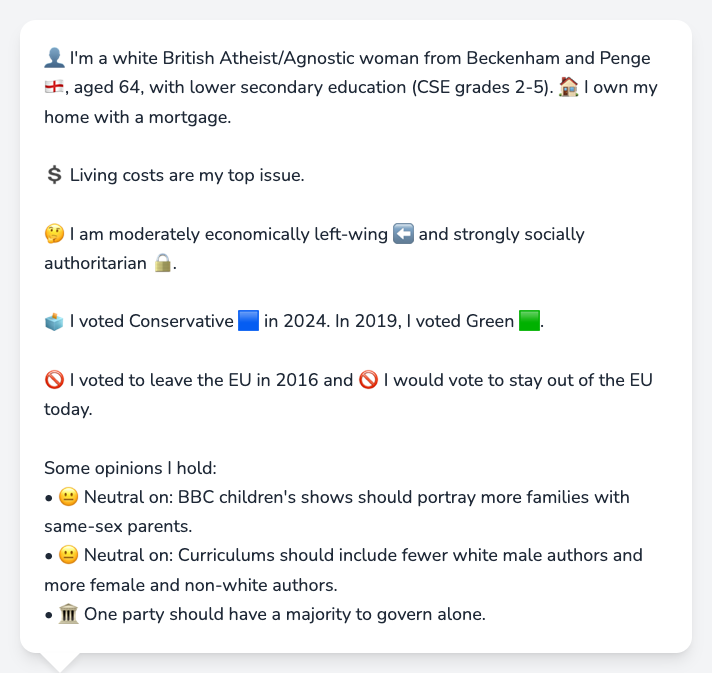 👤 I'm a white British Atheist/Agnostic woman from Beckenham and Penge
🏴󠁧󠁢󠁥󠁮󠁧󠁿, aged 64, with lower secondary education (CSE grades 2-5). 🏠 I own my
home with a mortgage.
💲 Living costs are my top issue.
🤔 I am moderately economically left-wing ⬅️ and strongly socially
authoritarian 🔒.
🗳️ I voted Conservative 🟦 in 2024. In 2019, I voted Green 🟩.
🚫 I voted to leave the EU in 2016 and 🚫 I would vote to stay out of the EU
today.
Some opinions I hold:
• 😐 Neutral on: BBC children's shows should portray more families with
same-sex parents.
• 😐 Neutral on: Curriculums should include fewer white male authors and
more female and non-white authors.
• 🏛️ One party should have a majority to govern alone.